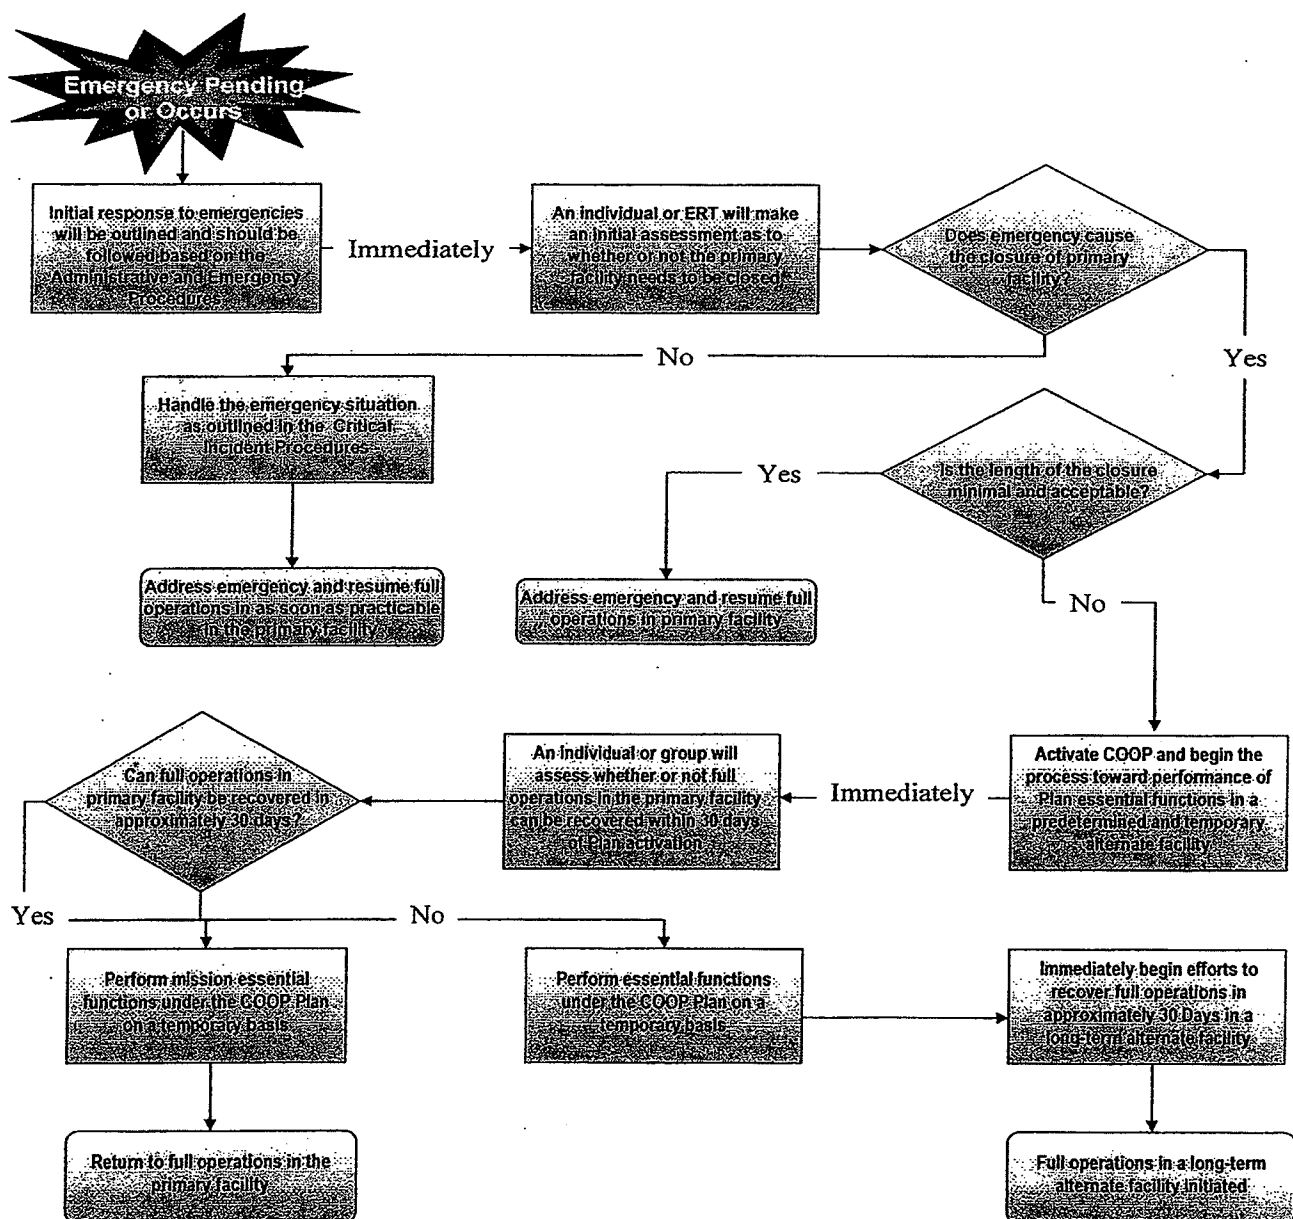 Emergency Pending
or Occurs
Initial response to emergencies
will be outlined and should be
followed based on the
Administrative and Emergency
Procedures
Immediately
An individual or ERT will make
an initial assessment as to
whether or not the primary
facility needs to be closed
Does emergency cause
the closure of primary
facility?
No
Yes
Handle the emergency situation
as outlined in the Critical
Incident Procedures
Is the length of the closure
minimal and acceptable?
Yes
No
Address emergency and resume full
operations in as soon as practicable
in the primary facility
Address emergency and resume full
operations in primary facility
Can full operations in
primary facility be recovered in
approximately 30 days?
An individual or group will
assess whether or not full
operations in the primary facility
can be recovered within 30 days
of Plan activation
Immediately
Activate COOP and begin the
process toward performance of
Plan essential functions in a
predetermined and temporary
alternate facility
Yes
No
Perform mission essential
functions under the COOP Plan
on a temporary basis
Perform essential functions
under the COOP Plan on a
temporary basis
Immediately begin efforts to
recover full operations in
approximately 30 Days in a
long-term alternate facility
Return to full operations in the
primary facility
Full operations in a long-term
alternate facility initiated